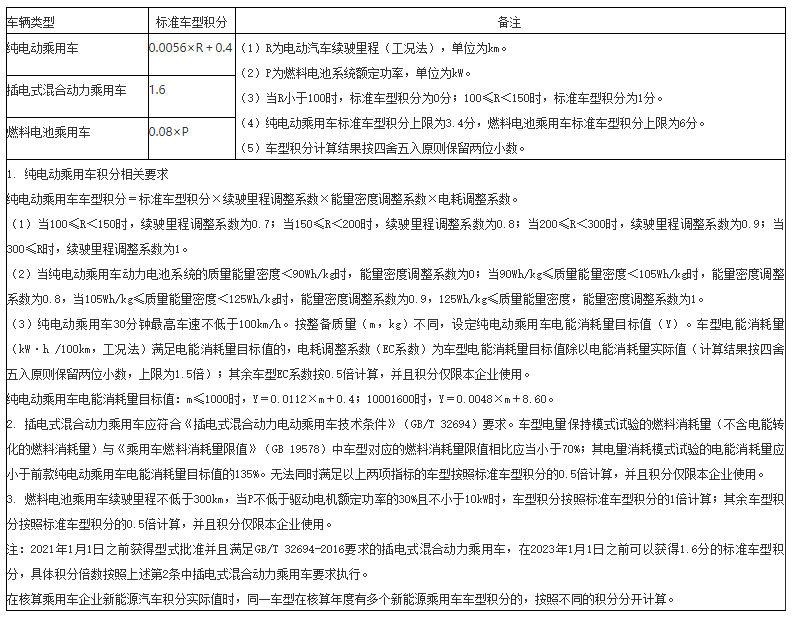 车辆类型 标准车型积分 备注
纯电动乘用车 0.0056×R＋0.4
插电式混合动力乘用车 1.6
燃料电池乘用车 0.08×P
（1）R为电动汽车续驶里程（工况法），单位为km。
（2）P为燃料电池系统额定功率，单位为kW。
（3）当R小于100时，标准车型积分为0分；100≤R＜150时，标准车型积分为1分。
（4）纯电动乘用车标准车型积分上限为3.4分，燃料电池乘用车标准车型积分上限为6分。
（5）车型积分计算结果按四舍五入原则保留两位小数。
1. 纯电动乘用车积分相关要求
纯电动乘用车车型积分＝标准车型积分×续驶里程调整系数×能量密度调整系数×电耗调整系数。
（1）当100≤R＜150时，续驶里程调整系数为0.7；当150≤R＜200时，续驶里程调整系数为0.8；当200≤R＜300时，续驶里程调整系数为0.9；当
300≤R时，续驶里程调整系数为1。
（2）当纯电动乘用车动力电池系统的质量能量密度＜90Wh/kg时，能量密度调整系数为0；当90Wh/kg≤质量能量密度＜105Wh/kg时，能量密度调整
系数为0.8，当105Wh/kg≤质量能量密度＜125Wh/kg时，能量密度调整系数为0.9，125Wh/kg≤质量能量密度，能量密度调整系数为1。
（3）纯电动乘用车30分钟最高车速不低于100km/h。按整备质量（m，kg）不同，设定纯电动乘用车电能消耗量目标值（Y）。车型电能消耗量
（kW·h /100km，工况法）满足电能消耗量目标值的，电耗调整系数（EC系数）为车型电能消耗量目标值除以电能消耗量实际值（计算结果按四舍
五入原则保留两位小数，上限为1.5倍）；其余车型EC系数按0.5倍计算，并且积分仅限本企业使用。
纯电动乘用车电能消耗量目标值：m≤1000时，Y＝0.0112×m＋0.4；10001600时，Y＝0.0048×m＋8.60。
2. 插电式混合动力乘用车应符合《插电式混合动力电动乘用车技术条件》（GB/T 32694）要求。车型电量保持模式试验的燃料消耗量（不含电能转
化的燃料消耗量）与《乘用车燃料消耗量限值》（GB 19578）中车型对应的燃料消耗量限值相比应当小于70%；其电量消耗模式试验的电能消耗量应
小于前款纯电动乘用车电能消耗量目标值的135%。无法同时满足以上两项指标的车型按照标准车型积分的0.5倍计算，并且积分仅限本企业使用。
3. 燃料电池乘用车续驶里程不低于300km，当P不低于驱动电机额定功率的30%且不小于10kW时，车型积分按照标准车型积分的1倍计算；其余车型积
分按照标准车型积分的0.5倍计算，并且积分仅限本企业使用。
注：2021年1月1日之前获得型式批准并且满足GB/T 32694-2016要求的插电式混合动力乘用车，在2023年1月1日之前可以获得1.6分的标准车型积
分，具体积分倍数按照上述第2条中插电式混合动力乘用车要求执行。
在核算乘用车企业新能源汽车积分实际值时，同一车型在核算年度有多个新能源乘用车车型积分的，按照不同的积分分开计算。